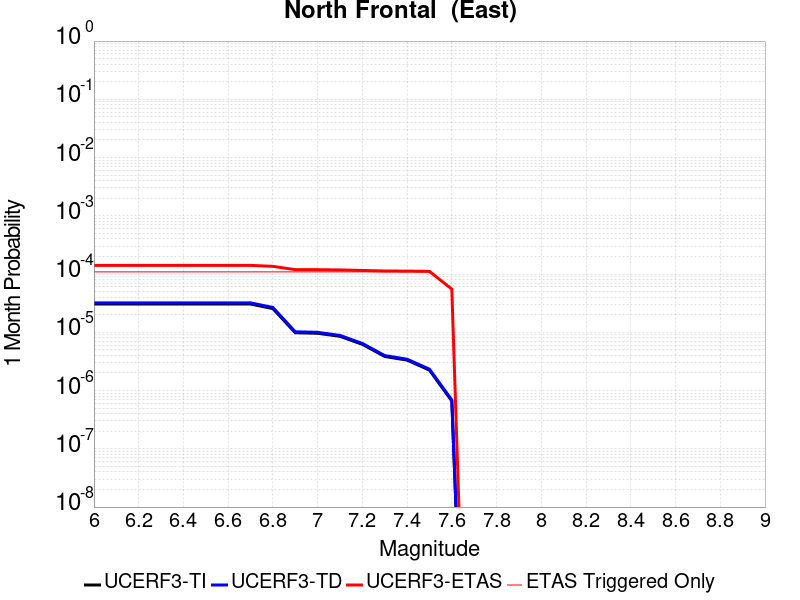 North Frontal  (East)
10^0
10^-1
10^-2
10^-3
10^-4
10^-5
10^-6
10^-7
10^-8
1 Month Probability
6 6.2 6.4 6.6 6.8 7 7.2 7.4 7.6 7.8 8 8.2 8.4 8.6 8.8 9
Magnitude
UCERF3-TI UCERF3-TD UCERF3-ETAS ETAS Triggered Only